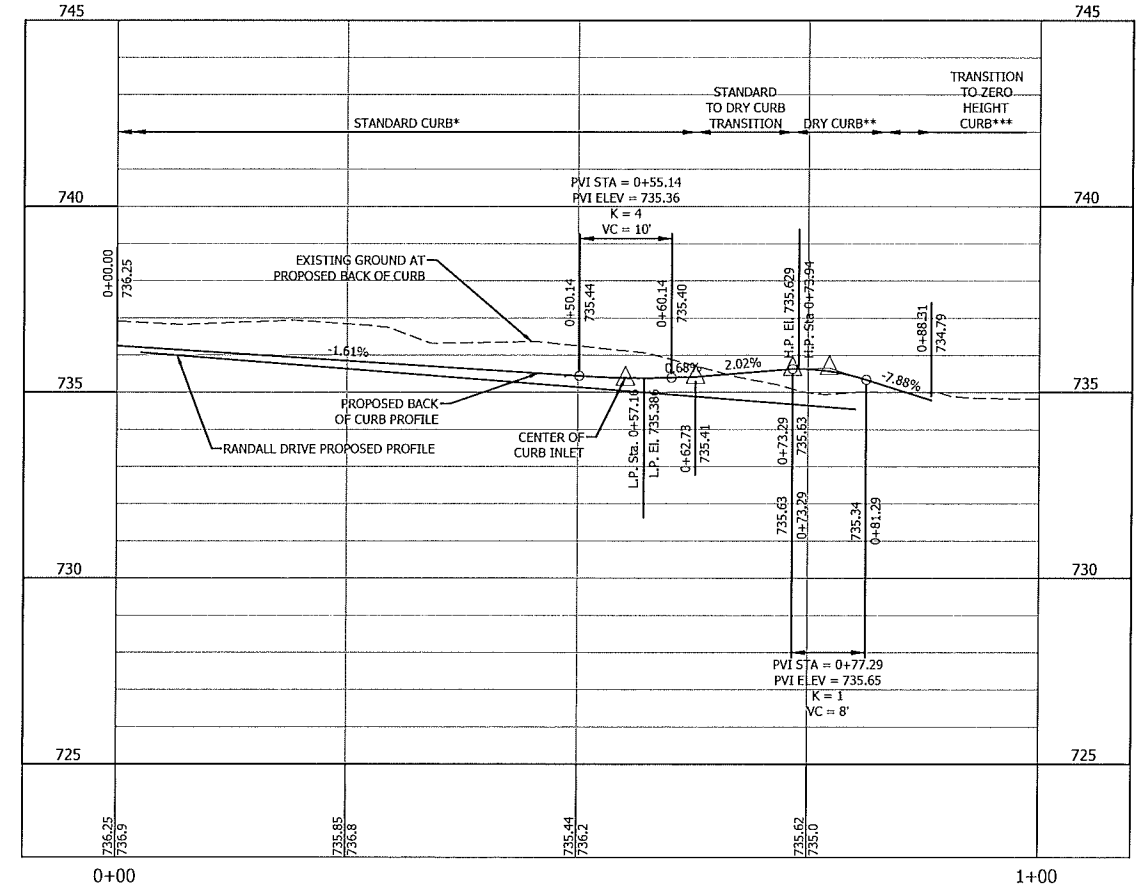 745
745
TRANSITION
TO ZERO
HEIGHT
CURB***
STANDARD
TO DRY CURB
TRANSITION
STANDARD CURB*
DRY CURB**
PVI STA = 0+55.14
PVI ELEV = 735.36
K = 4
VC = 10'
740
740
0+00.00
736.25
EXISTING GROUND AT
PROPOSED BACK OF CURB
0+50.14
735.44
0+60.14
735.40
H.P. El. 735.629
H.P. Sta 0+73.94
0+88.31
734.79
-1.61%
0.68%
2.02%
-7.88%
735
735
PROPOSED BACK
OF CURB PROFILE
RANDALL DRIVE PROPOSED PROFILE
CENTER OF
CURB INLET
L.P. Sta. 0+57.16
L.P. El. 735.386
0+62.73
735.41
0+73.29
735.63
735.63
0+73.29
735.34
0+81.29
730
730
PVI STA = 0+77.29
PVI ELEV = 735.65
K = 1
VC = 8'
725
725
736.25
736.9
735.85
736.8
735.44
736.2
735.62
735.0
0+00
1+00